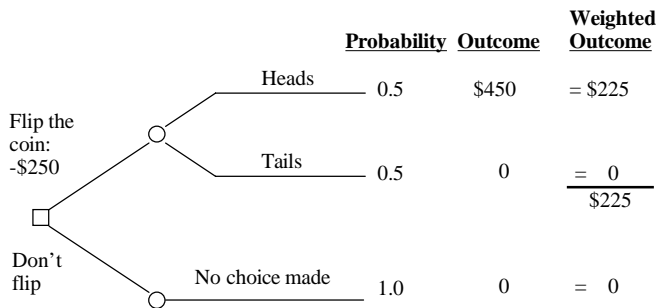 Weighted
Probability Outcome Outcome
Heads 0.5 $450 = $225
Flip the
coin:
-$250
Tails 0.5 0 = 0
$225
Don’t
flip
No choice made 1.0 0 = 0